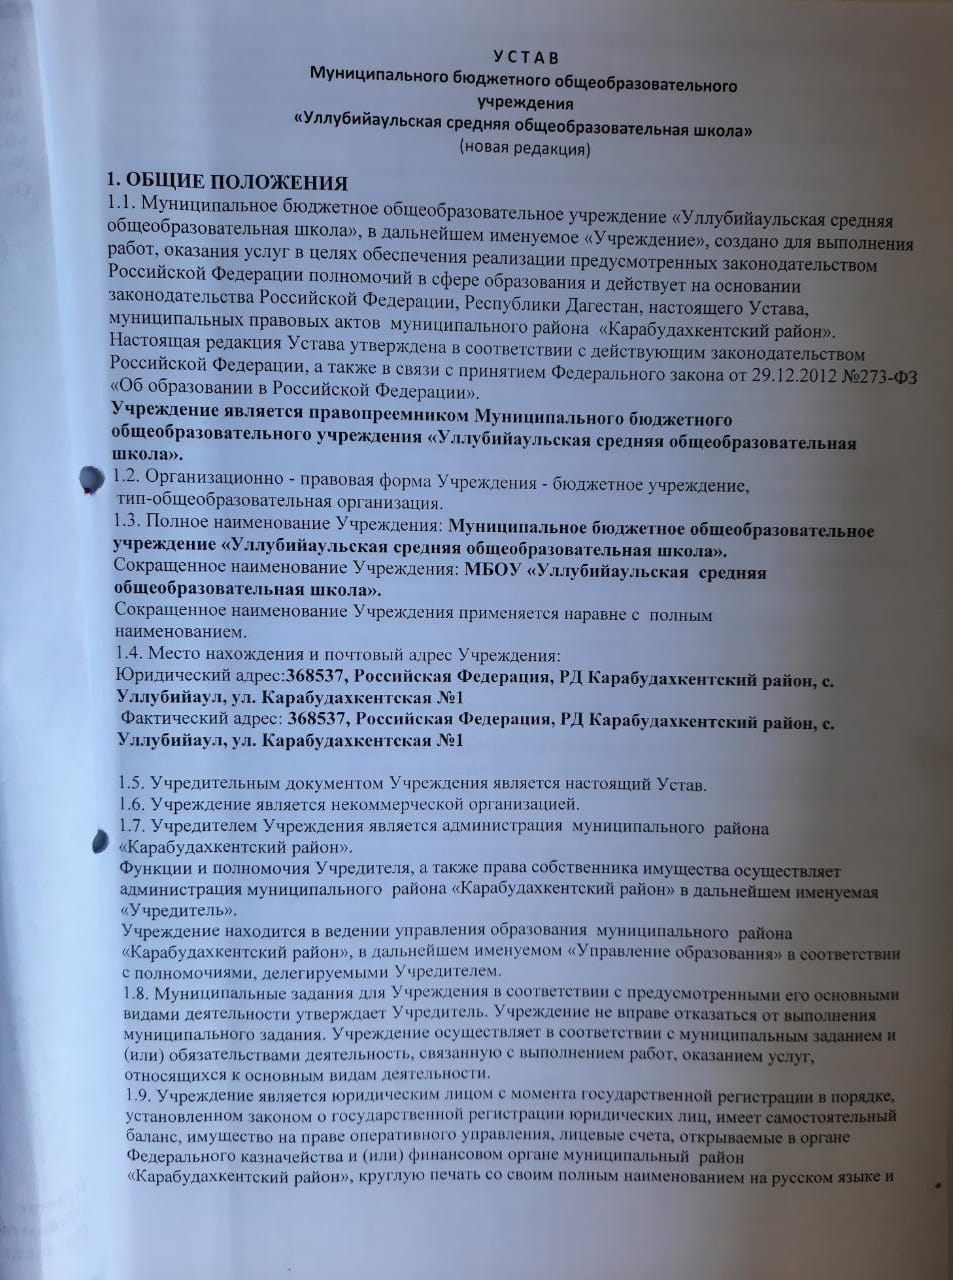 У С Т А В
Муниципального бюджетного общеобразовательного
учреждения
«Уллубийаульская средняя общеобразовательная школа»
(новая редакция)
1. ОБЩИЕ ПОЛОЖЕНИЯ
1.1. Муниципальное бюджетное общеобразовательное учреждение «Уллубийаульская средняя
общеобразовательная школа», в дальнейшем именуемое «Учреждение», создано для выполнения
работ, оказания услуг в целях обеспечения реализации предусмотренных законодательством
Российской Федерации полномочий в сфере образования и действует на основании
законодательства Российской Федерации, Республики Дагестан, настоящего Устава,
муниципальных правовых актов муниципального района «Карабудахкентский район».
Настоящая редакция Устава утверждена в соответствии с действующим законодательством
Российской Федерации, а также в связи с принятием Федерального закона от 29.12.2012 №273-ФЗ
«Об образовании в Российской Федерации».
Учреждение является правопреемником Муниципального бюджетного
общеобразовательного учреждения «Уллубийаульская средняя общеобразовательная
школа».
1.2. Организационно - правовая форма Учреждения - бюджетное учреждение,
тип-общеобразовательная организация.
1.3. Полное наименование Учреждения: Муниципальное бюджетное общеобразовательное
учреждение «Уллубийаульская средняя общеобразовательная школа».
Сокращенное наименование Учреждения: МБОУ «Уллубийаульская средняя
общеобразовательная школа».
Сокращенное наименование Учреждения применяется наравне с полным
наименованием.
1.4. Место нахождения и почтовый адрес Учреждения:
Юридический адрес:368537, Российская Федерация, РД Карабудахкентский район, с.
Уллубийаул, ул. Карабудахкентская №1
Фактический адрес: 368537, Российская Федерация, РД Карабудахкентский район, с.
Уллубийаул, ул. Карабудахкентская №1
1.5. Учредительным документом Учреждения является настоящий Устав.
1.6. Учреждение является некоммерческой организацией.
1.7. Учредителем Учреждения является администрация муниципального района
«Карабудахкентский район».
Функции и полномочия Учредителя, а также права собственника имущества осуществляет
администрация муниципального района «Карабудахкентский район» в дальнейшем именуемая
«Учредитель».
Учреждение находится в ведении управления образования муниципального района
«Карабудахкентский район», в дальнейшем именуемом «Управление образования» в соответствии
с полномочиями, делегируемыми Учредителем.
1.8. Муниципальные задания для Учреждения в соответствии с предусмотренными его основными
видами деятельности утверждает Учредитель. Учреждение не вправе отказаться от выполнения
муниципального задания. Учреждение осуществляет в соответствии с муниципальным заданием и
(или) обязательствами деятельность, связанную с выполнением работ, оказанием услуг,
относящихся к основным видам деятельности.
1.9. Учреждение является юридическим лицом с момента государственной регистрации в порядке,
установленном законом о государственной регистрации юридических лиц, имеет самостоятельный
баланс, имущество на праве оперативного управления, лицевые счета, открываемые в органе
Федерального казначейства и (или) финансовом органе муниципальный район
«Карабудахкентский район», круглую печать со своим полным наименованием на русском языке и